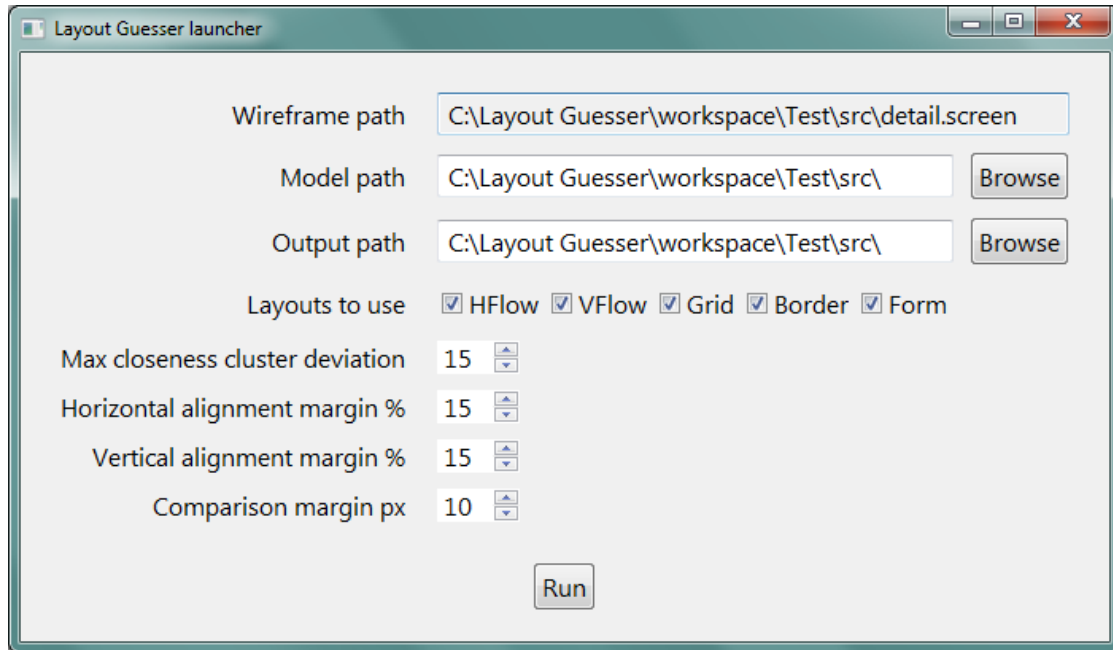 Layout Guesser launcher
Wireframe path C:\Layout Guesser\workspace\Test\src\detail.screen
Model path C:\Layout Guesser\workspace\Test\src\ Browse
Output path C:\Layout Guesser\workspace\Test\src\ Browse
Layouts to use HFlow VFlow Grid Border Form
Max closeness cluster deviation 15
Horizontal alignment margin % 15
Vertical alignment margin % 15
Comparison margin px 10
Run